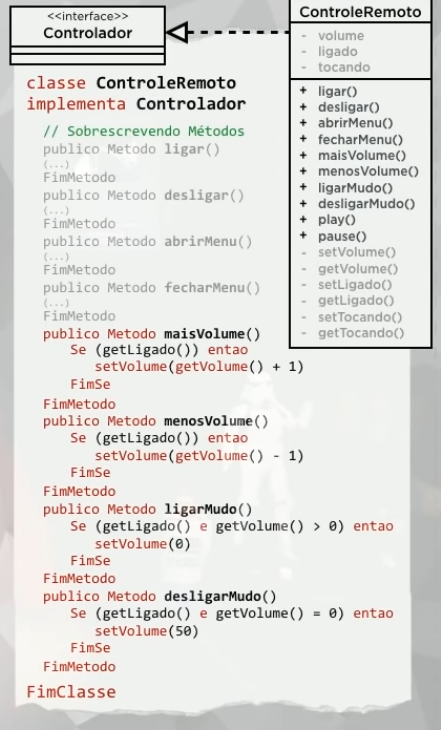 <<interface>>
Controlador
ControleRemoto
- volume
- ligado
- tocando
+ ligar()
+ desligar()
+ abrirMenu()
+ fecharMenu()
+ maisVolume()
+ menosVolume()
+ ligarMudo()
+ desligarMudo()
+ play()
+ pause()
- setVolume()
- getVolume()
- setLigado()
- getLigado()
- setTocando()
- getTocando()
classe ControleRemoto
implementa Controlador
// Sobrescrevendo Métodos
publico Metodo ligar()
(...)
FimMetodo
publico Metodo desligar()
(...)
FimMetodo
publico Metodo abrirMenu()
(...)
FimMetodo
publico Metodo fecharMenu()
(...)
FimMetodo
publico Metodo maisVolume()
Se (getLigado()) entao
setVolume(getVolume() + 1)
FimSe
FimMetodo
publico Metodo menosVolume()
Se (getLigado()) entao
setVolume(getVolume() - 1)
FimSe
FimMetodo
publico Metodo ligarMudo()
Se (getLigado() e getVolume() > 0) entao
setVolume(0)
FimSe
FimMetodo
publico Metodo desligarMudo()
Se (getLigado() e getVolume() = 0) entao
setVolume(50)
FimSe
FimMetodo
FimClasse